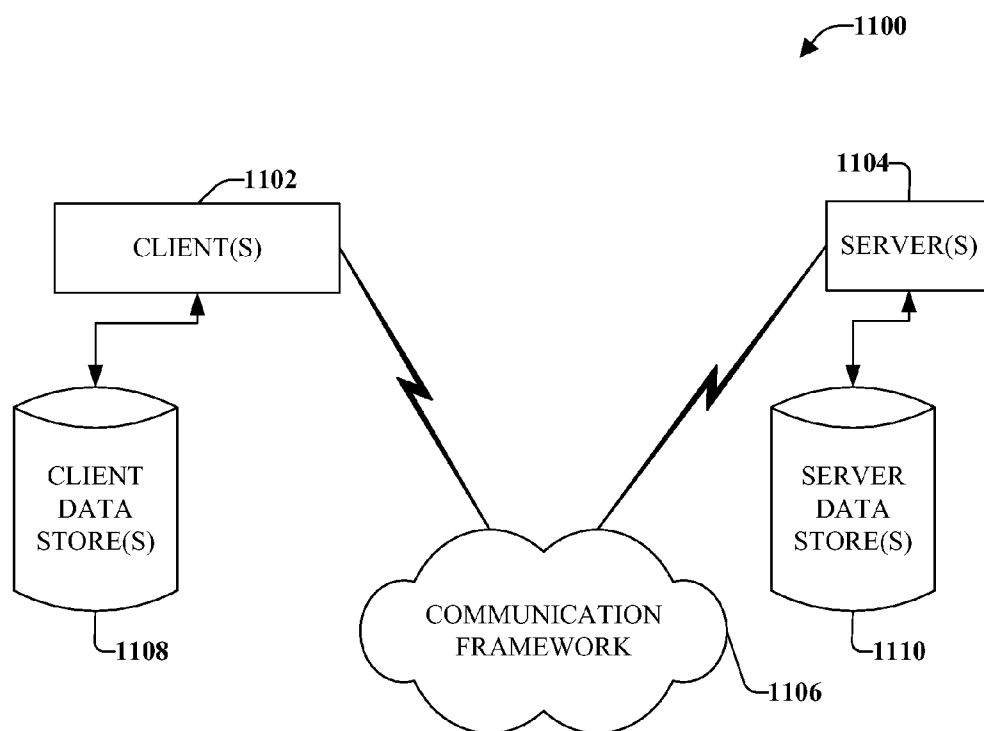 1100
1102
1104
CLIENT(S)
SERVER(S)
CLIENT
DATA
STORE(S)
SERVER
DATA
STORE(S)
COMMUNICATION
FRAMEWORK
1108
1110
1106